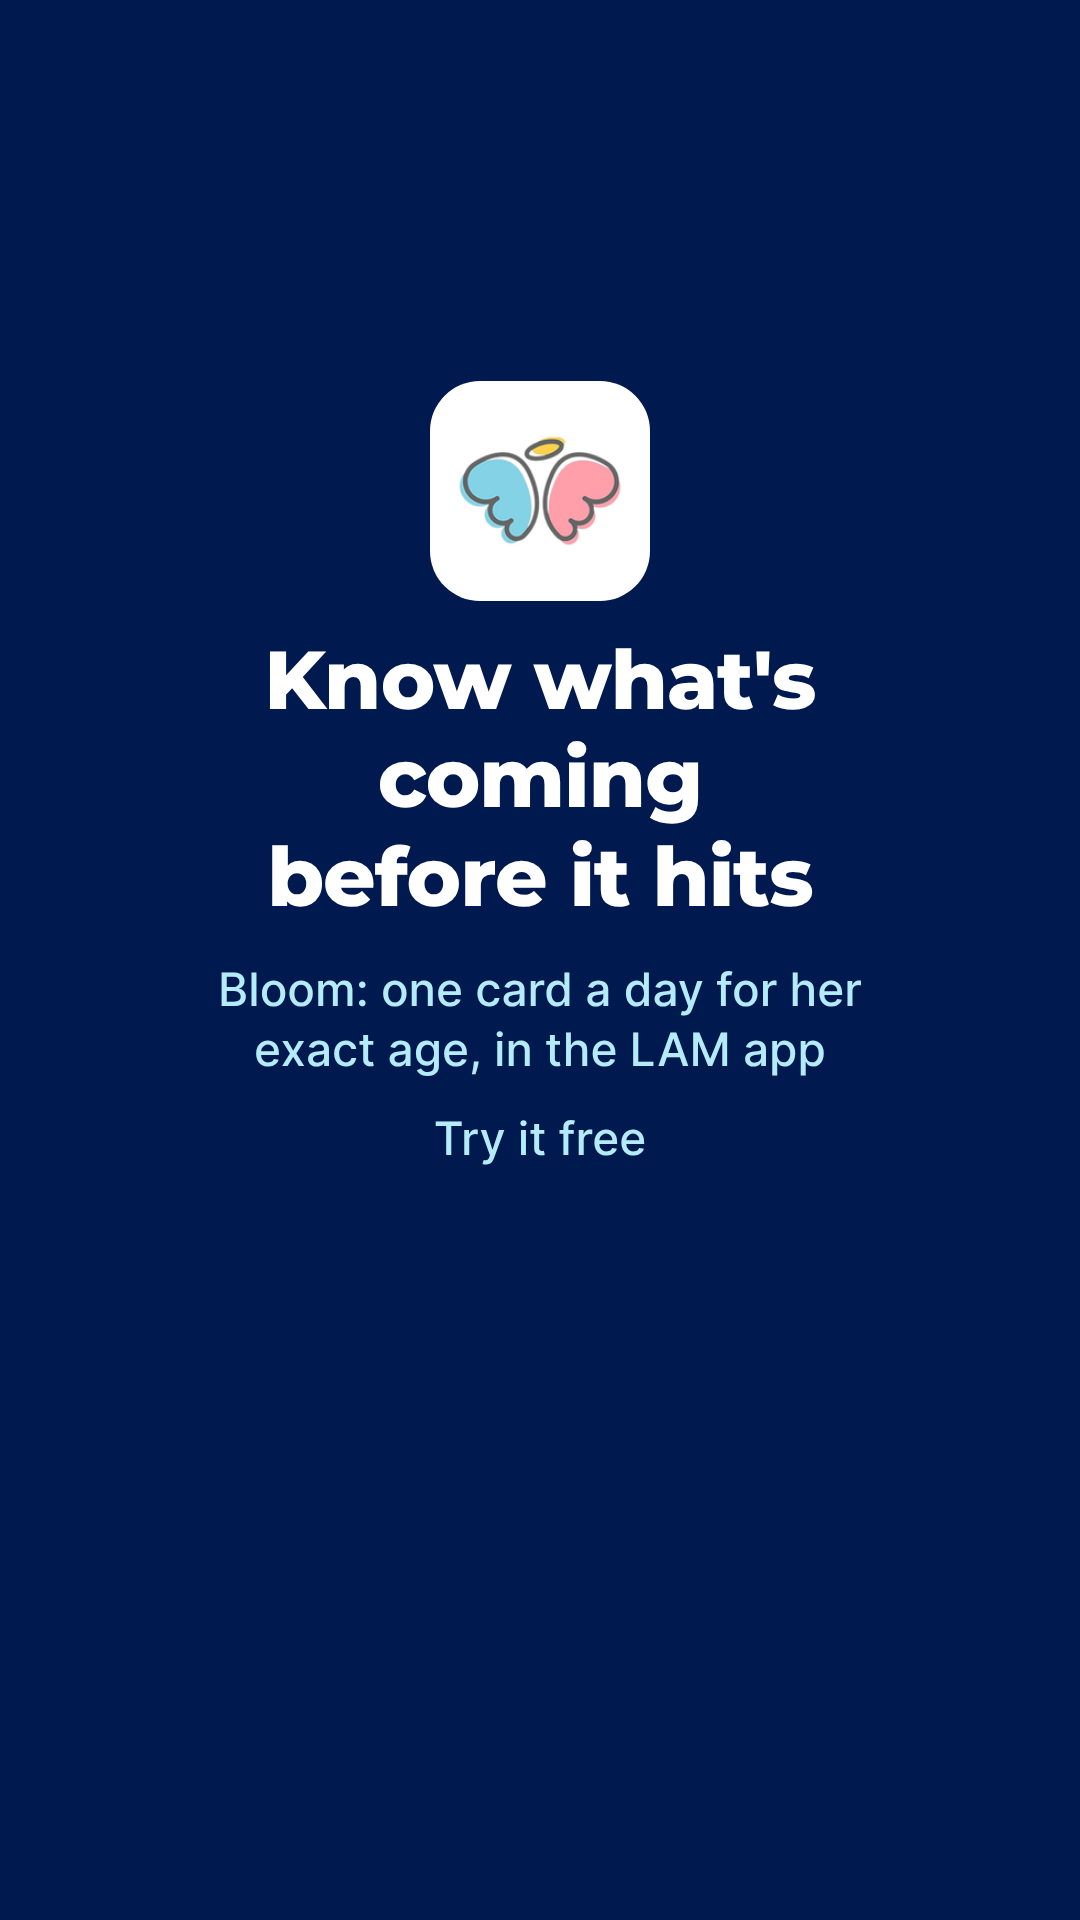 Know what's
coming
before it hits
Bloom: one card a day for her
exact age, in the LAM app
Try it free